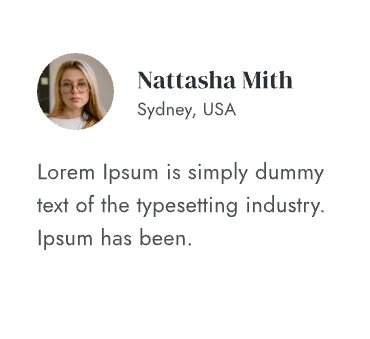 Nattasha Mith
Sydney, USA
Lorem Ipsum is simply dummy
text of the typesetting industry.
Ipsum has been.